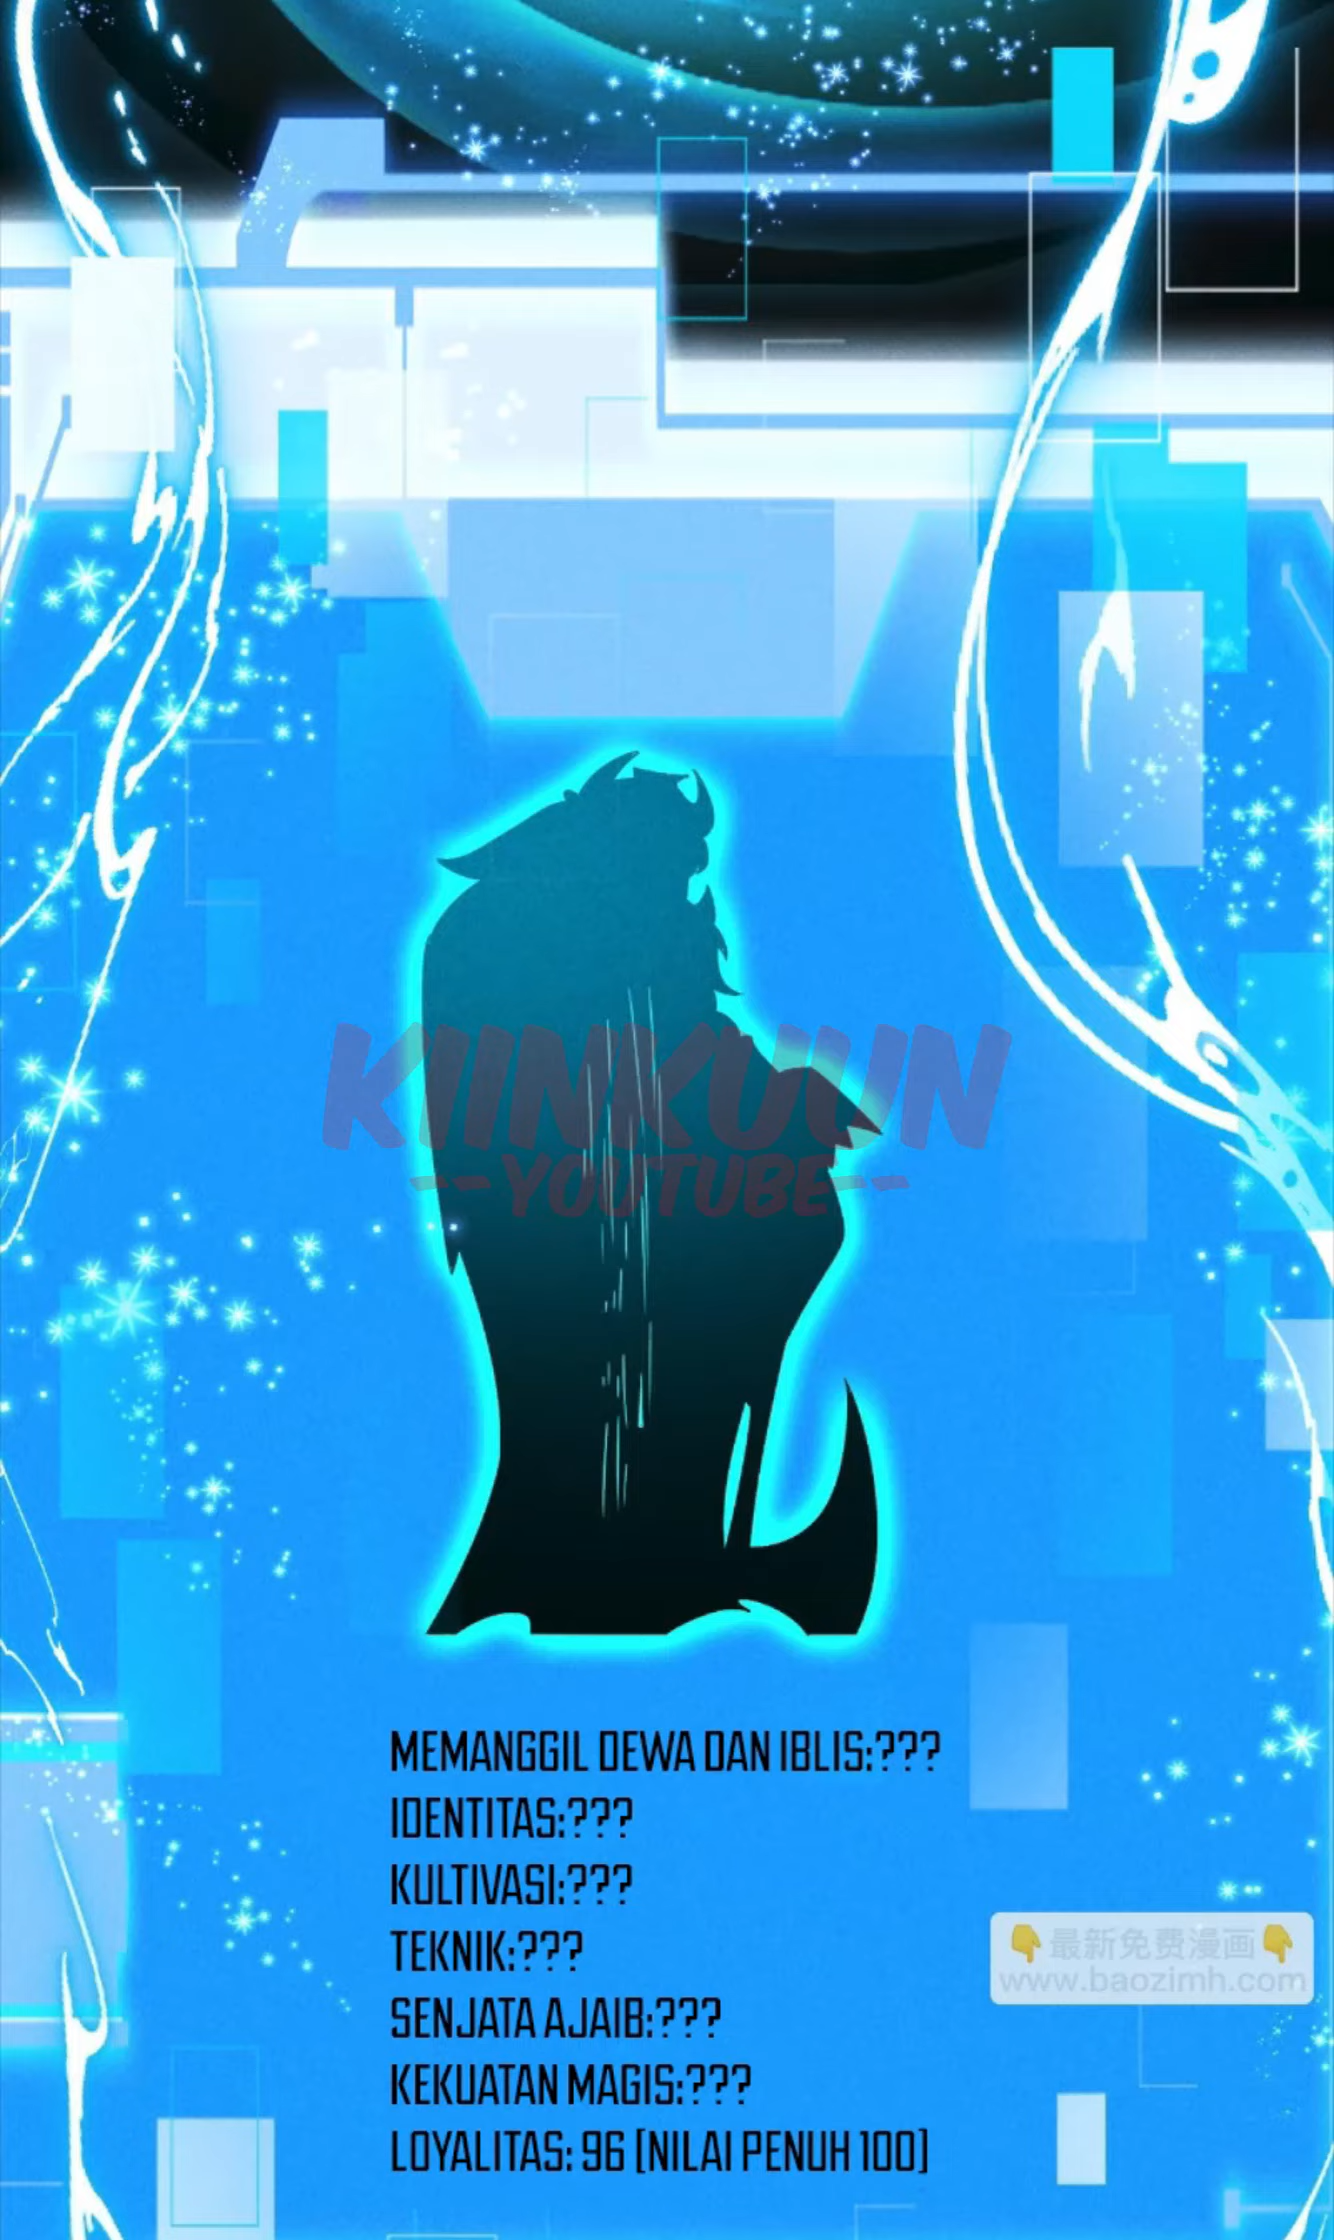 KIINKUUN
--YOUTUBE--
MEMANGGIL DEWA DAN IBLIS:???
IDENTITAS:???
KULTIVASI:???
TEKNIK:???
SENJATA AJAIB:???
KEKUATAN MAGIS:???
LOYALITAS: 96 [NILAI PENUH 100]
👇最新免费漫画👇
www.baozimh.com